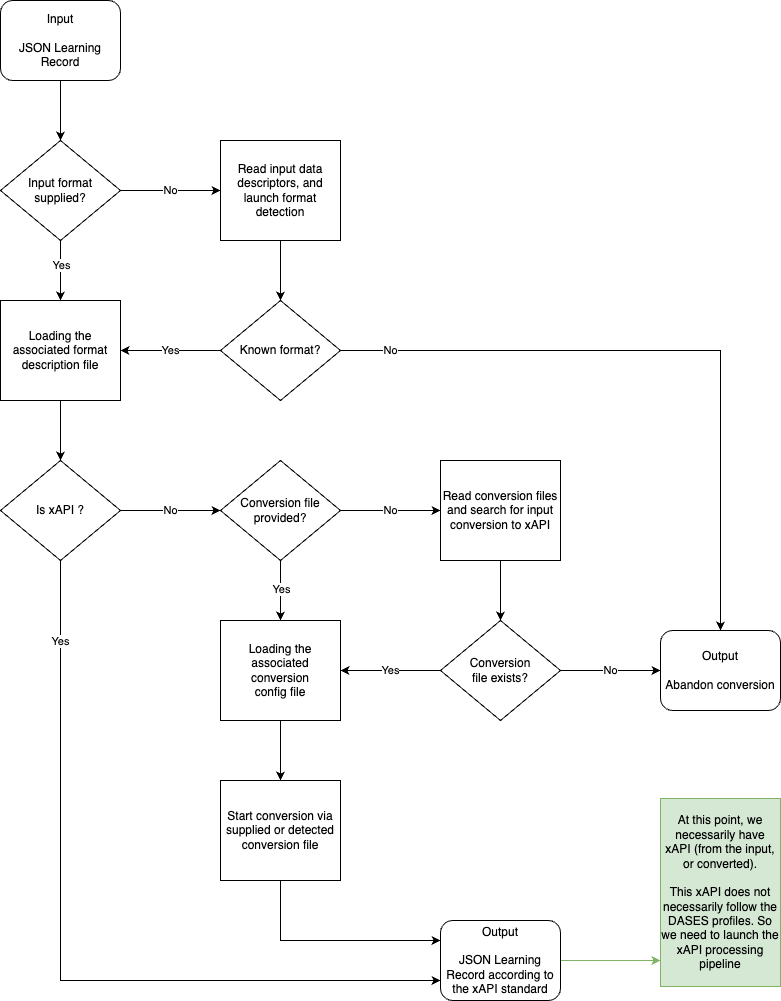 Input
JSON Learning
Record
Input format
supplied?
No
Read input data
descriptors, and
launch format
detection
Yes
Loading the
associated format
description file
Yes
Known format?
No
Is xAPI ?
No
Conversion file
provided?
No
Read conversion files
and search for input
conversion to xAPI
Yes
Yes
Loading the
associated
conversion
config file
Yes
Conversion
file exists?
No
Output
Abandon conversion
Start conversion via
supplied or detected
conversion file
At this point, we
necessarily have
xAPI (from the input,
or converted).
This xAPI does not
necessarily follow the
DASES profiles. So
we need to launch the
xAPI processing
pipeline
Output
JSON Learning
Record according to
the xAPI standard